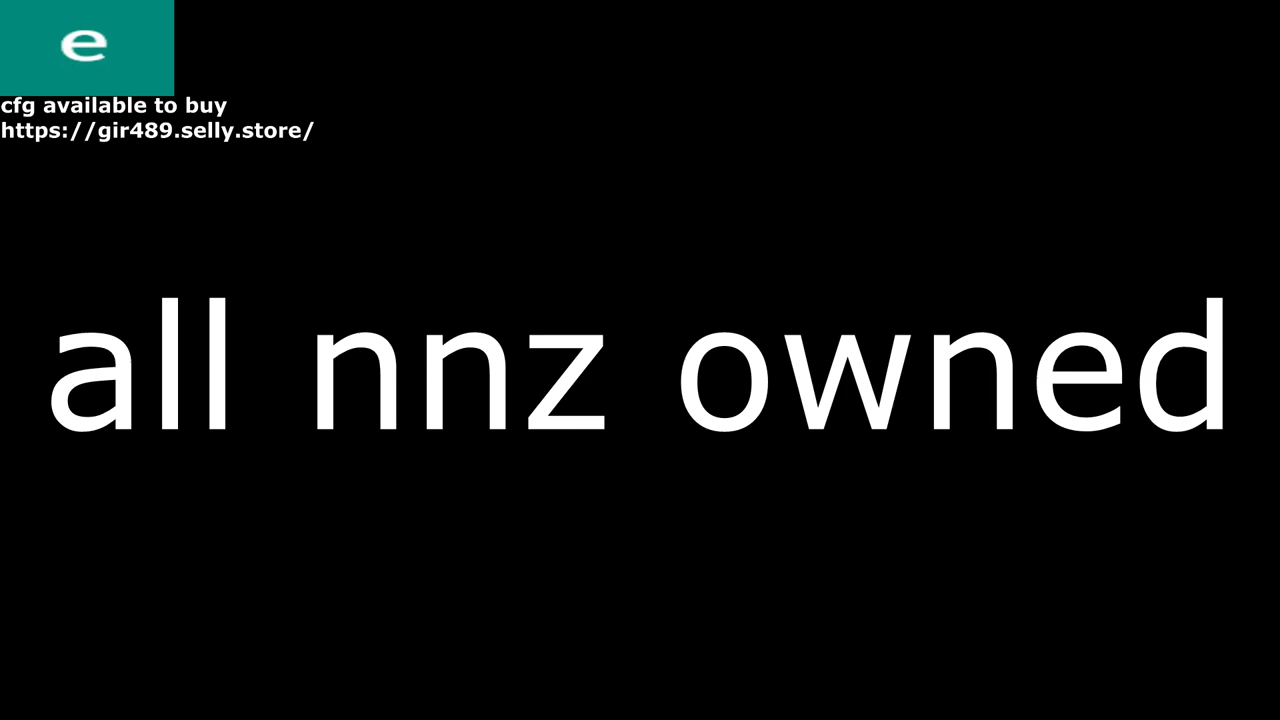 e
cfg available to buy
https://gir489.selly.store/
all nnz owned